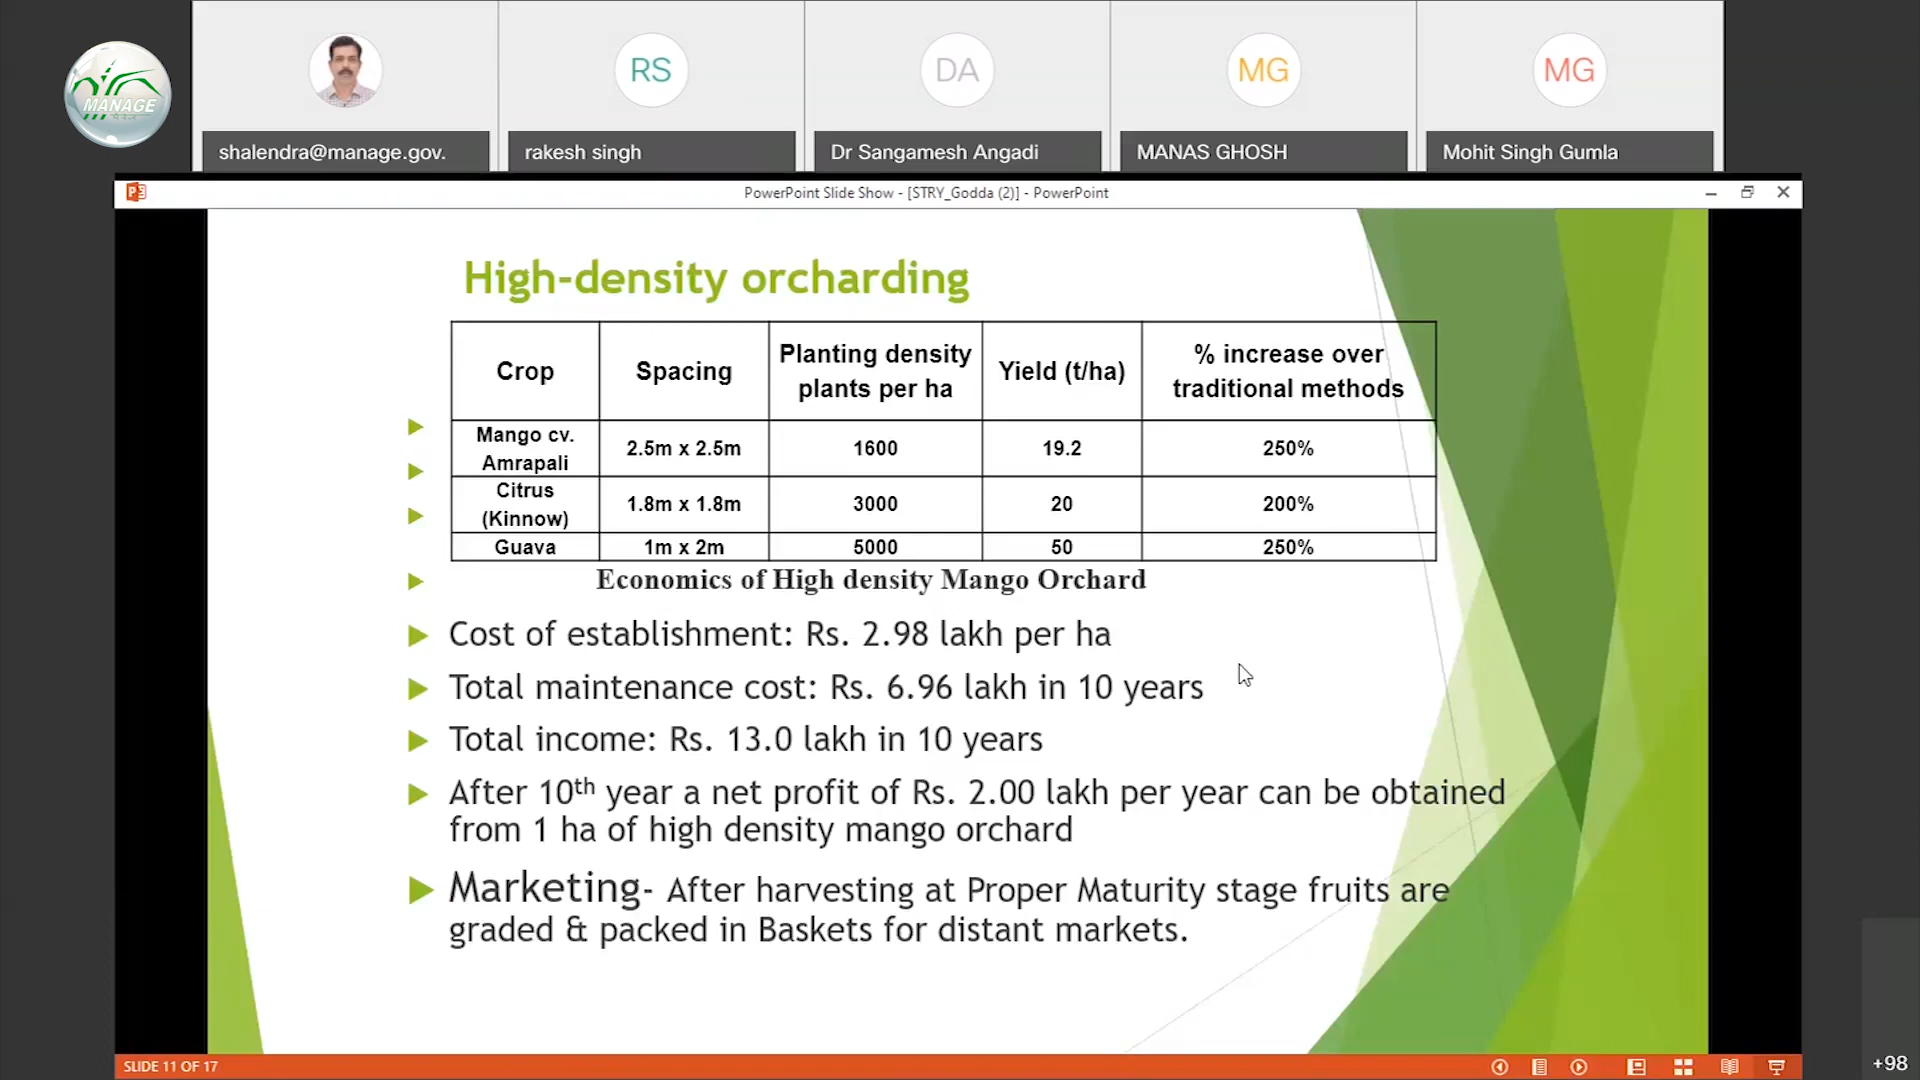 MANAGE
RS
DA
MG
MG
shalendra@manage.gov.
rakesh singh
Dr Sangamesh Angadi
MANAS GHOSH
Mohit Singh Gumla
PowerPoint Slide Show - [STRY_Godda (2)] - PowerPoint
High-density orcharding
Crop
Spacing
Planting density
plants per ha
Yield (t/ha)
% increase over
traditional methods
Mango cv.
Amrapali
2.5m x 2.5m
1600
19.2
250%
Citrus
(Kinnow)
1.8m x 1.8m
3000
20
200%
Guava
1m x 2m
5000
50
250%
Economics of High density Mango Orchard
Cost of establishment: Rs. 2.98 lakh per ha
Total maintenance cost: Rs. 6.96 lakh in 10 years
Total income: Rs. 13.0 lakh in 10 years
After 10th year a net profit of Rs. 2.00 lakh per year can be obtained
from 1 ha of high density mango orchard
Marketing- After harvesting at Proper Maturity stage fruits are
graded & packed in Baskets for distant markets.
SLIDE 11 OF 17
+98